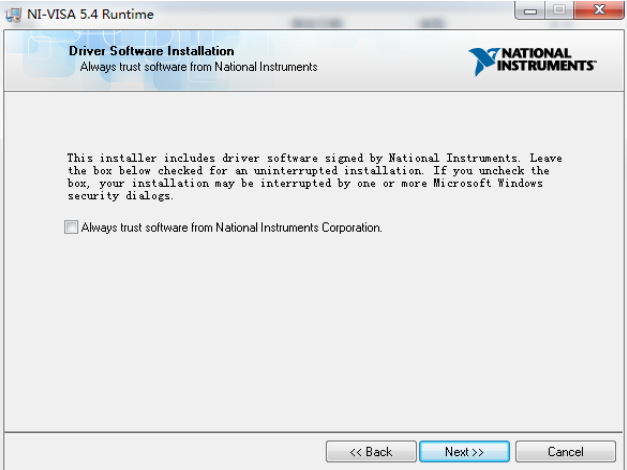 NI-VISA 5.4 Runtime
Driver Software Installation
Always trust software from National Instruments
NATIONAL
INSTRUMENTS™
This installer includes driver software signed by National Instruments. Leave
the box below checked for an uninterrupted installation. If you uncheck the
box, your installation may be interrupted by one or more Microsoft Windows
security dialogs.
Always trust software from National Instruments Corporation.
<< Back
Next >>
Cancel